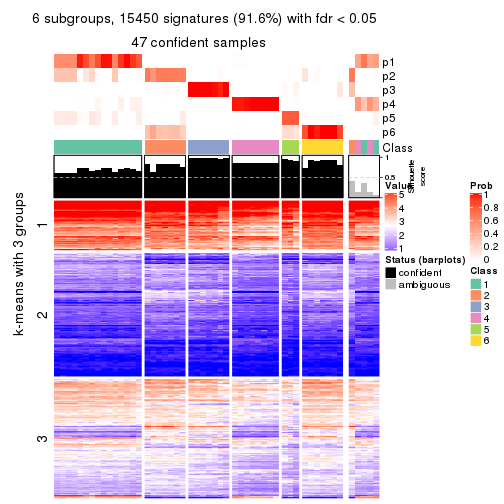 6 subgroups, 15450 signatures (91.6%) with fdr < 0.05
47 confident samples
p1
p2
p3
p4
p5
p6
Class
1
0.5
0
Silhouette
score
k-means with 3 groups
1
2
3
Value
5
4
3
2
1
Status (barplots)
confident
ambiguous
Prob
1
0.8
0.6
0.4
0.2
0
Class
1
2
3
4
5
6